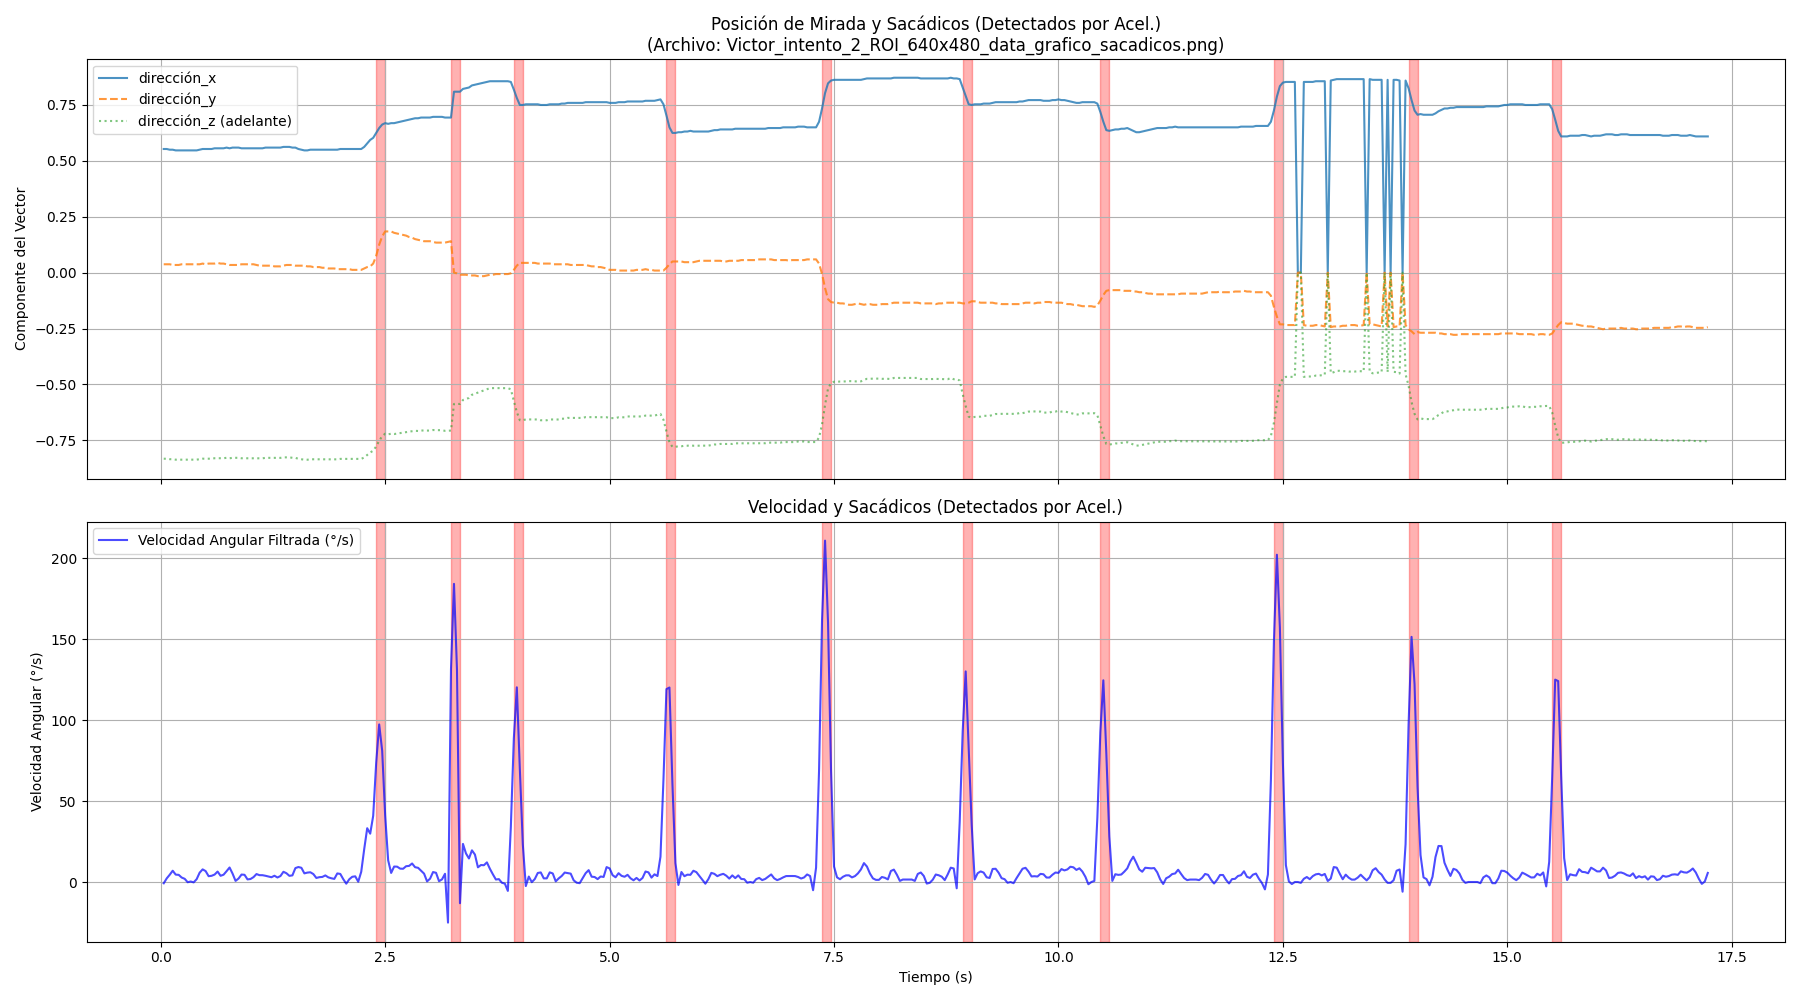 Posición de Mirada y Sacádicos (Detectados por Acel.)
(Archivo: Victor_intento_2_ROI_640x480_data_grafico_sacadicos.png)
dirección_x
dirección_y
dirección_z (adelante)
Componente del Vector
0.75
0.50
0.25
0.00
−0.25
−0.50
−0.75
Velocidad y Sacádicos (Detectados por Acel.)
Velocidad Angular Filtrada (°/s)
Velocidad Angular (°/s)
200
150
100
50
0
0.0
2.5
5.0
7.5
10.0
12.5
15.0
17.5
Tiempo (s)